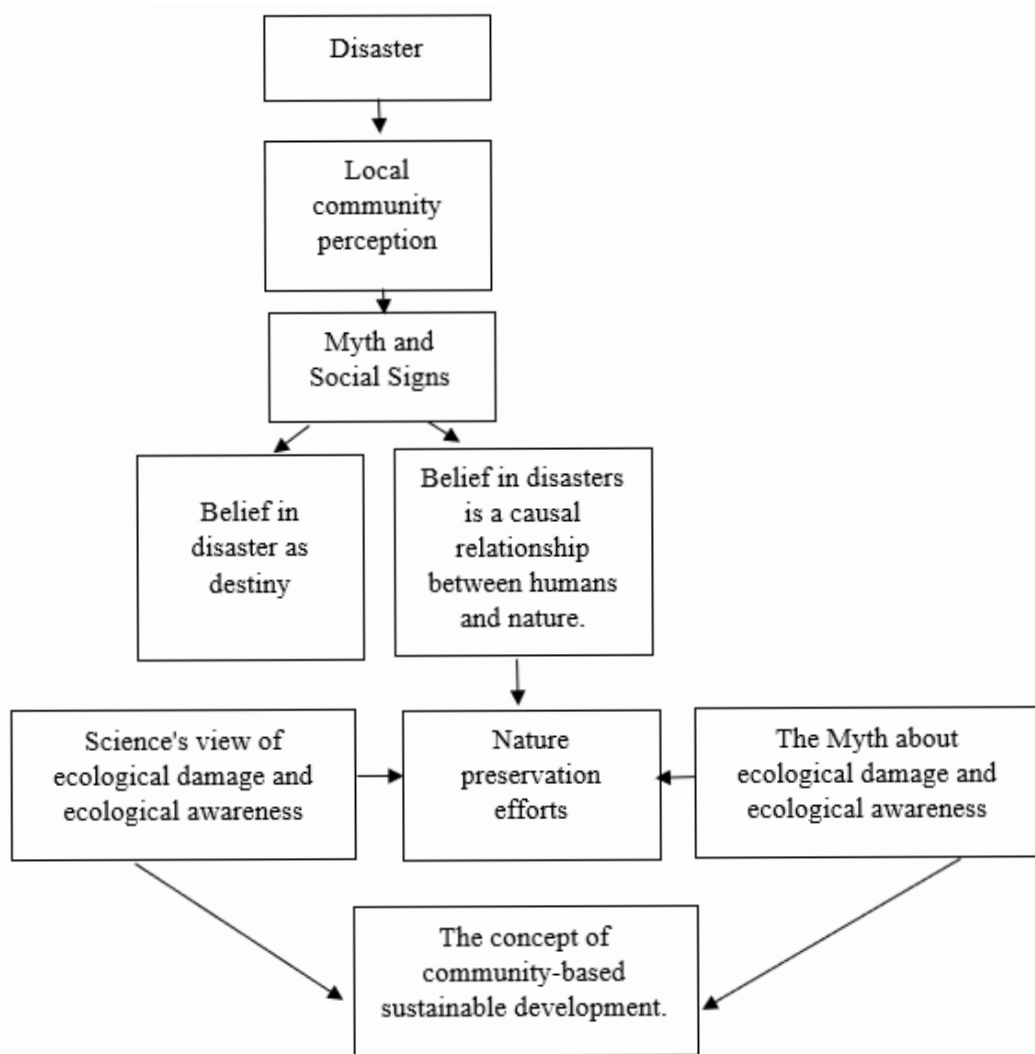 Disaster
Local
community
perception
Myth and
Social Signs
Belief in
disaster as
destiny
Belief in disasters
is a causal
relationship
between humans
and nature.
Science's view of
ecological damage and
ecological awareness
Nature
preservation
efforts
The Myth about
ecological damage and
ecological awareness
The concept of
community-based
sustainable development.